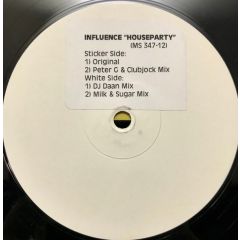 INFLUENCE "HOUSEPARTY"
(MS 347-12)
Sticker Side:
1) Original
2) Peter G & Clubjock Mix
White Side:
1) DJ Daan Mix
2) Milk & Sugar Mix